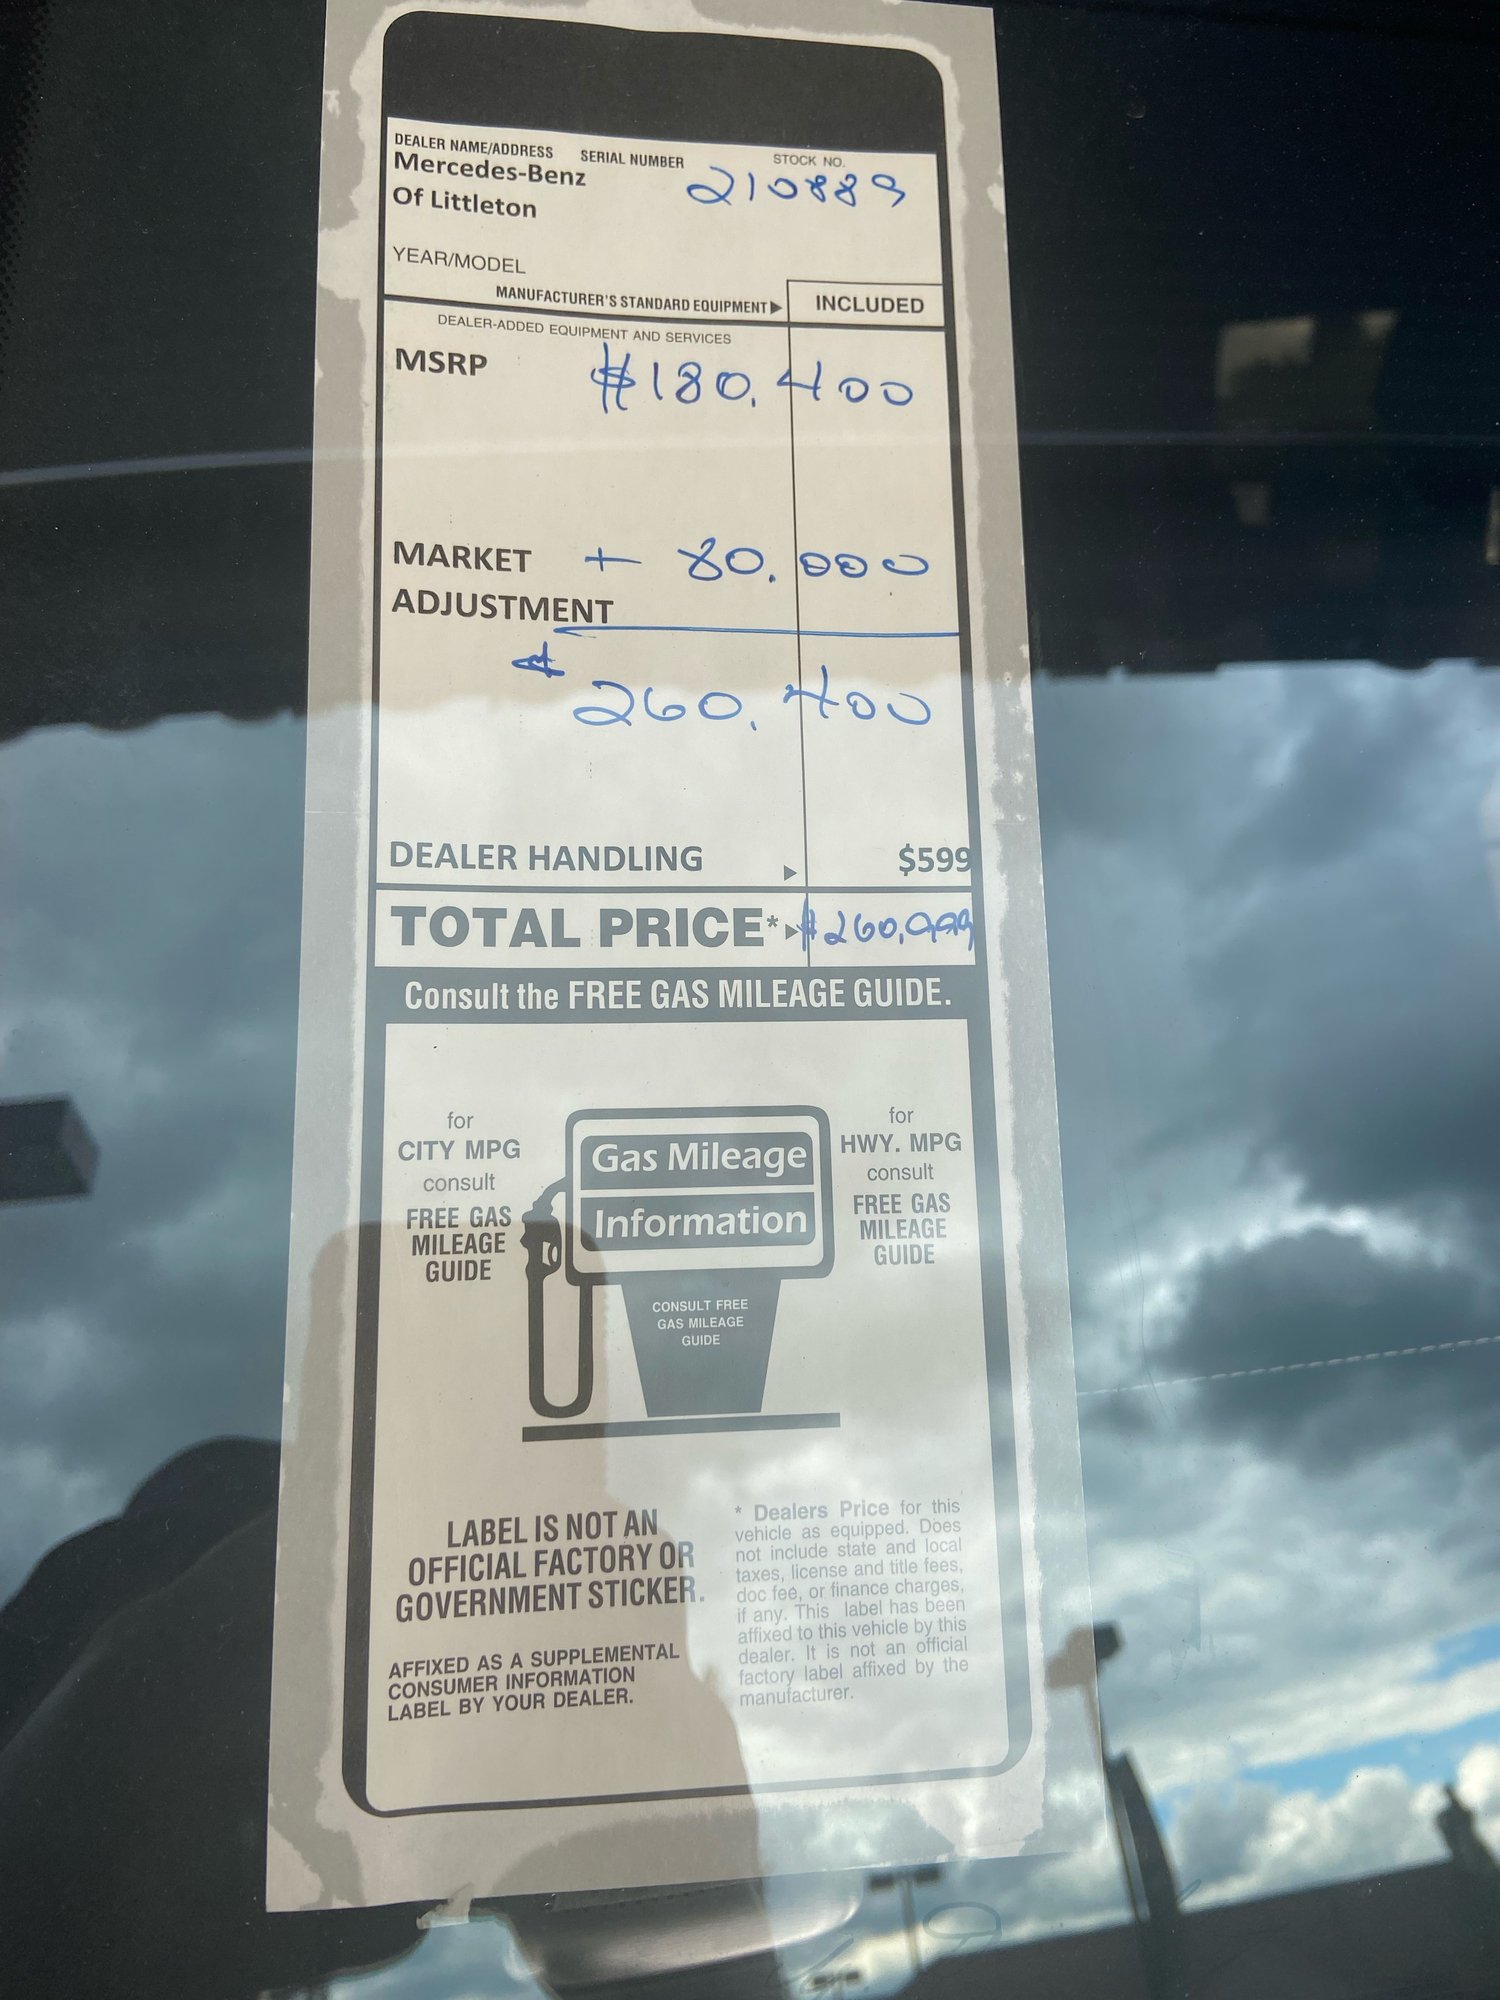 DEALER NAME/ADDRESS SERIAL NUMBER STOCK NO.
Mercedes-Benz
Of Littleton
210889
YEAR/MODEL
MANUFACTURER'S STANDARD EQUIPMENT▶ INCLUDED
DEALER-ADDED EQUIPMENT AND SERVICES
MSRP $180,400
MARKET + 80,000
ADJUSTMENT
$260,400
DEALER HANDLING ▶ $599
TOTAL PRICE*▶ $260,999
Consult the FREE GAS MILEAGE GUIDE.
for
CITY MPG
consult
FREE GAS
MILEAGE
GUIDE
Gas Mileage
Information
CONSULT FREE
GAS MILEAGE
GUIDE
for
HWY. MPG
consult
FREE GAS
MILEAGE
GUIDE
LABEL IS NOT AN
OFFICIAL FACTORY OR
GOVERNMENT STICKER.
AFFIXED AS A SUPPLEMENTAL
CONSUMER INFORMATION
LABEL BY YOUR DEALER.
* Dealers Price for this
vehicle as equipped. Does
not include state and local
taxes, license and title fees,
doc fee, or finance charges,
if any. This label has been
affixed to this vehicle by this
dealer. It is not an official
factory label affixed by the
manufacturer.